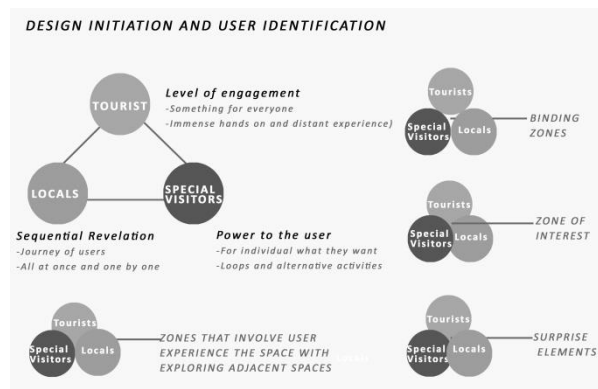 DESIGN INITIATION AND USER IDENTIFICATION
TOURIST
Level of engagement
-Something for everyone
-Immense hands on and distant experience)
LOCALS
SPECIAL
VISITORS
Sequential Revelation
-Journey of users
-All at once and one by one
Power to the user
-For individual what they want
-Loops and alternative activities
Tourists
Special
Visitors
Locals
ZONES THAT INVOLVE USER
EXPERIENCE THE SPACE WITH
EXPLORING ADJACENT SPACES
Tourists
Special
Visitors
Locals
BINDING
ZONES
Tourists
Special
Visitors
Locals
ZONE OF
INTEREST
Tourists
Special
Visitors
Locals
SURPRISE
ELEMENTS